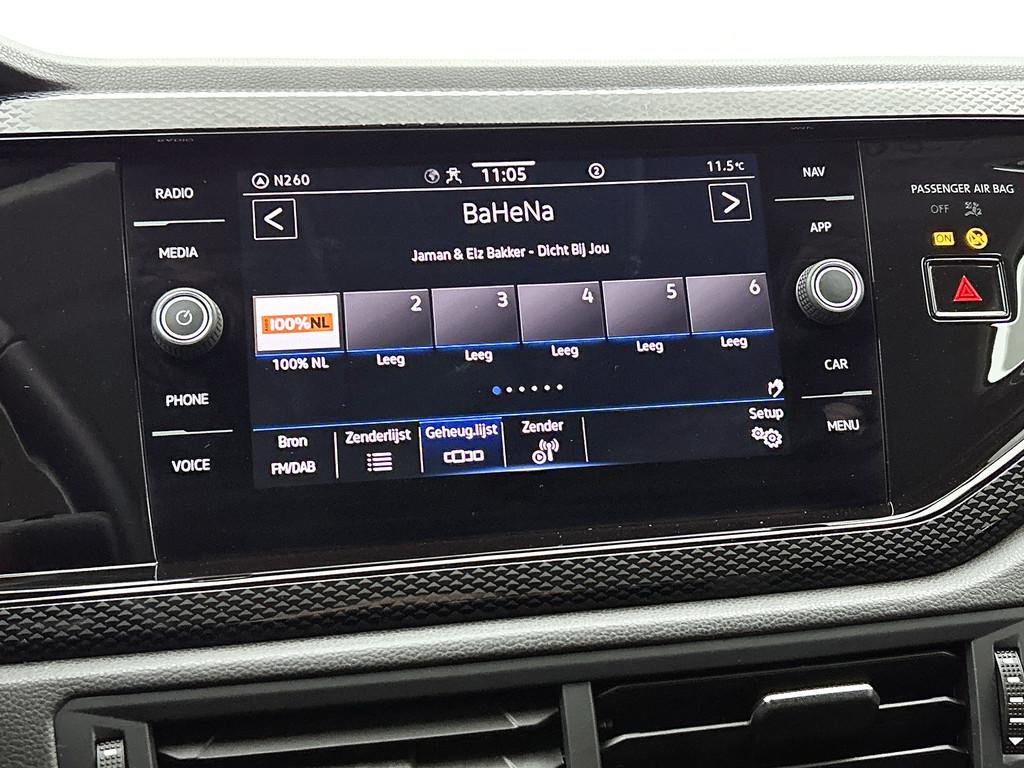 N260
11:05
2
11.5°C
<
BaHeNa
>
Jaman & Elz Bakker - Dicht Bij Jou
100%NL
2
3
4
5
6
100% NL
Leeg
Leeg
Leeg
Leeg
Leeg
Bron
FM/DAB
Zenderlijst
Geheug.lijst
Zender
Setup
RADIO
MEDIA
PHONE
VOICE
NAV
APP
CAR
MENU
PASSENGER AIR BAG
OFF
ON